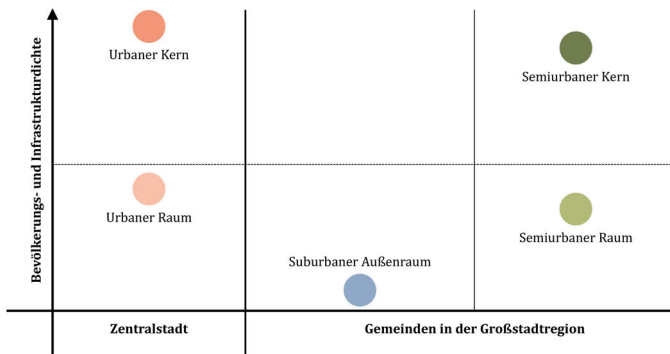 Bevölkerungs- und Infrastrukturdichte
Urbaner Kern
Semiurbaner Kern
Urbaner Raum
Semiurbaner Raum
Suburbaner Außenraum
Zentralstadt
Gemeinden in der Großstadtregion